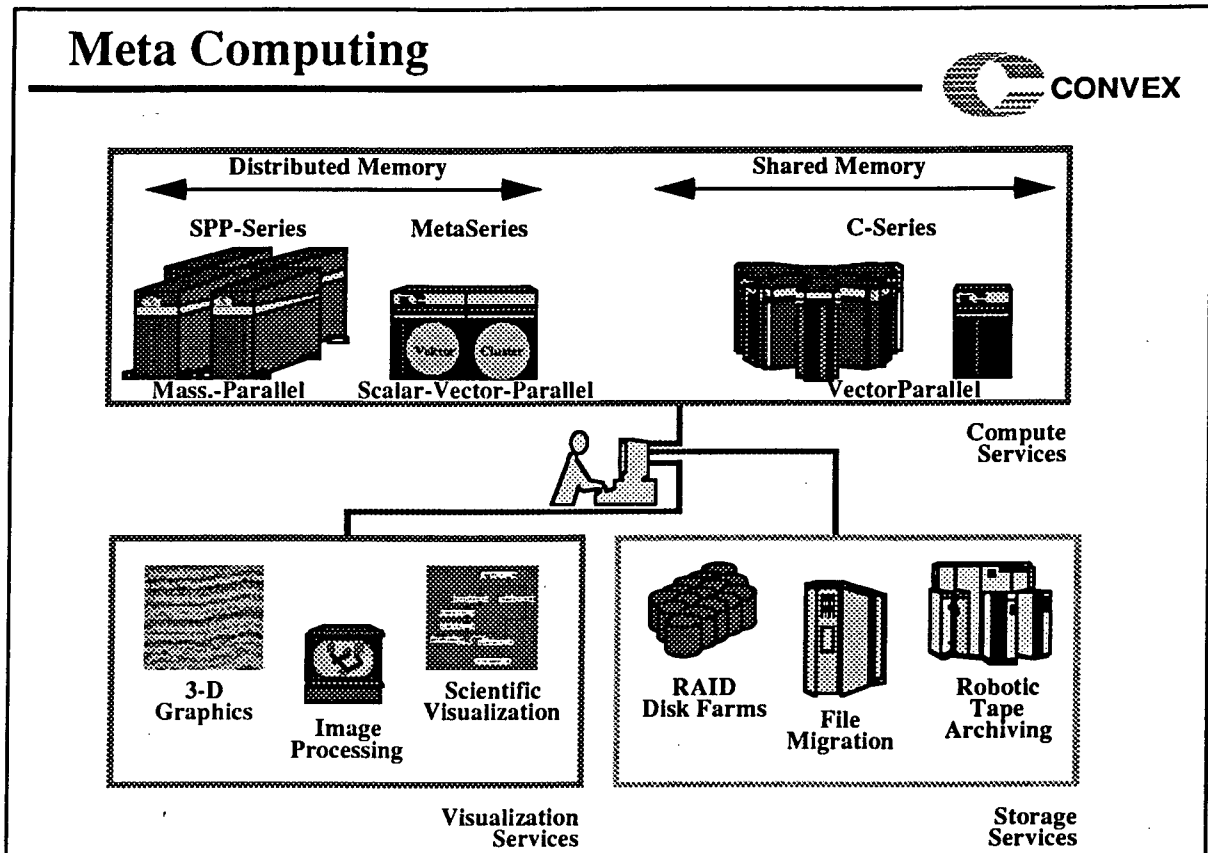 Meta Computing
CONVEX
Distributed Memory
Shared Memory
SPP-Series
MetaSeries
C-Series
Vektor
Cluster
Mass.-Parallel
Scalar-Vector-Parallel
VectorParallel
Compute
Services
3-D
Graphics
Image
Processing
Scientific
Visualization
RAID
Disk Farms
File
Migration
Robotic
Tape
Archiving
Visualization
Services
Storage
Services